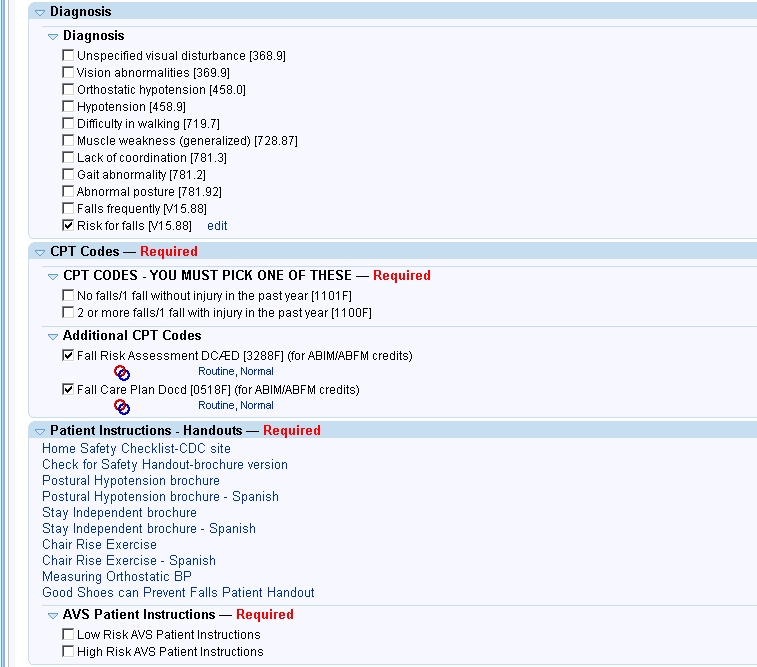 Diagnosis
Diagnosis
Unspecified visual disturbance [368.9]
Vision abnormalities [369.9]
Orthostatic hypotension [458.0]
Hypotension [458.9]
Difficulty in walking [719.7]
Muscle weakness (generalized) [728.87]
Lack of coordination [781.3]
Gait abnormality [781.2]
Abnormal posture [781.92]
Falls frequently [V15.88]
Risk for falls [V15.88] edit
CPT Codes — Required
CPT CODES - YOU MUST PICK ONE OF THESE — Required
No falls/1 fall without injury in the past year [1101F]
2 or more falls/1 fall with injury in the past year [1100F]
Additional CPT Codes
Fall Risk Assessment DCÆD [3288F] (for ABIM/ABFM credits)
Routine, Normal
Fall Care Plan Docd [0518F] (for ABIM/ABFM credits)
Routine, Normal
Patient Instructions - Handouts — Required
Home Safety Checklist-CDC site
Check for Safety Handout-brochure version
Postural Hypotension brochure
Postural Hypotension brochure - Spanish
Stay Independent brochure
Stay Independent brochure - Spanish
Chair Rise Exercise
Chair Rise Exercise - Spanish
Measuring Orthostatic BP
Good Shoes can Prevent Falls Patient Handout
AVS Patient Instructions — Required
Low Risk AVS Patient Instructions
High Risk AVS Patient Instructions